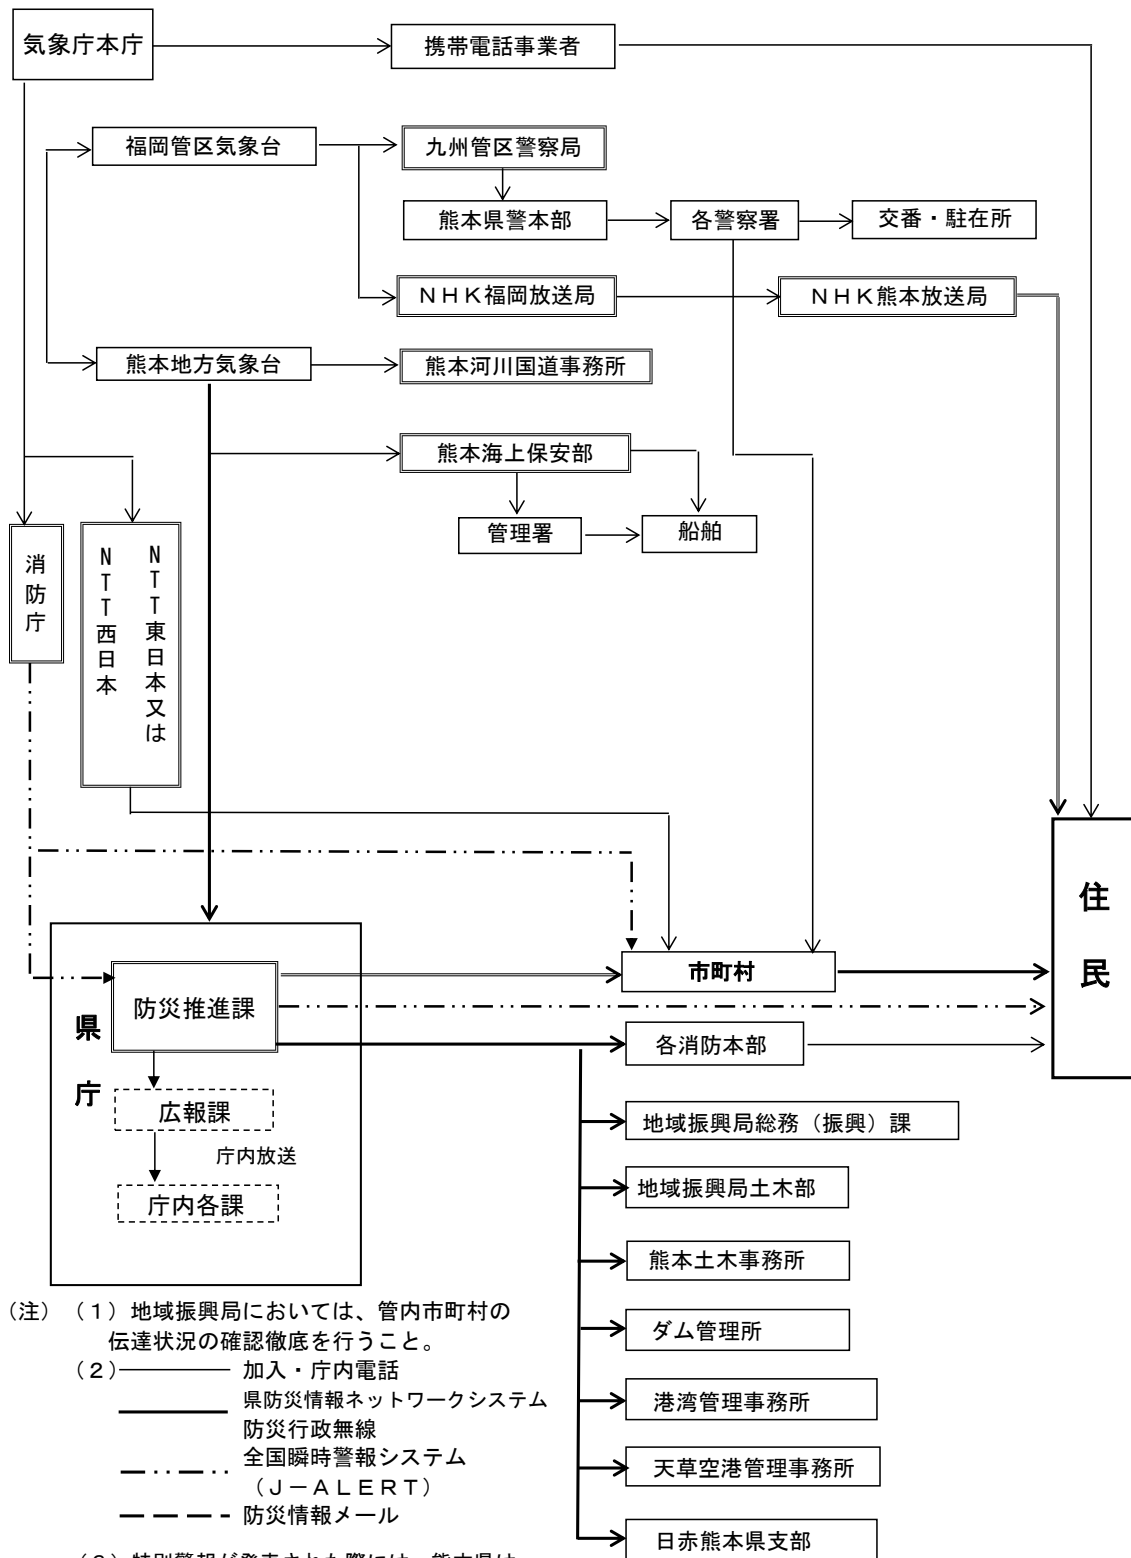 気象庁本庁
携帯電話事業者
福岡管区気象台
九州管区警察局
熊本県警本部
各警察署
交番・駐在所
NHK福岡放送局
NHK熊本放送局
熊本地方気象台
熊本河川国道事務所
熊本海上保安部
管理署
船舶
消防庁
NTT東日本又は
NTT西日本
住民
県庁
防災推進課
市町村
広報課
庁内放送
庁内各課
各消防本部
地域振興局総務(振興)課
地域振興局土木部
熊本土木事務所
ダム管理所
港湾管理事務所
天草空港管理事務所
日赤熊本県支部
(注) (1)地域振興局においては、管内市町村の
伝達状況の確認徹底を行うこと。
(2) 加入・庁内電話
県防災情報ネットワークシステム
防災行政無線
全国瞬時警報システム
(J-ALERT)
防災情報メール